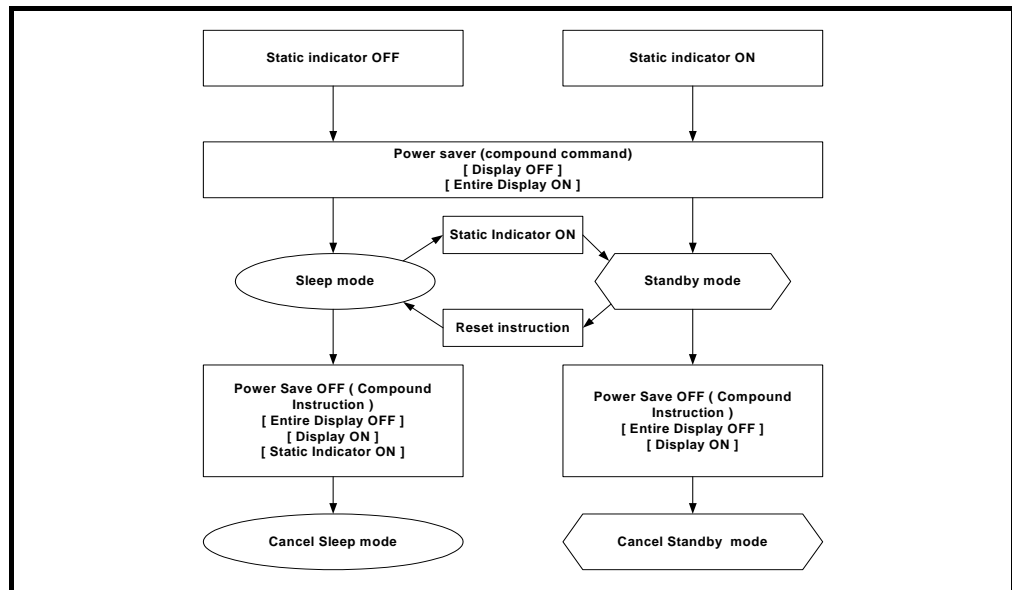 Static indicator OFF
Static indicator ON
Power saver (compound command)
[ Display OFF ]
[ Entire Display ON ]
Static Indicator ON
Sleep mode
Standby mode
Reset instruction
Power Save OFF ( Compound
Instruction )
[ Entire Display OFF ]
[ Display ON ]
[ Static Indicator ON ]
Power Save OFF ( Compound
Instruction )
[ Entire Display OFF ]
[ Display ON ]
Cancel Sleep mode
Cancel Standby mode